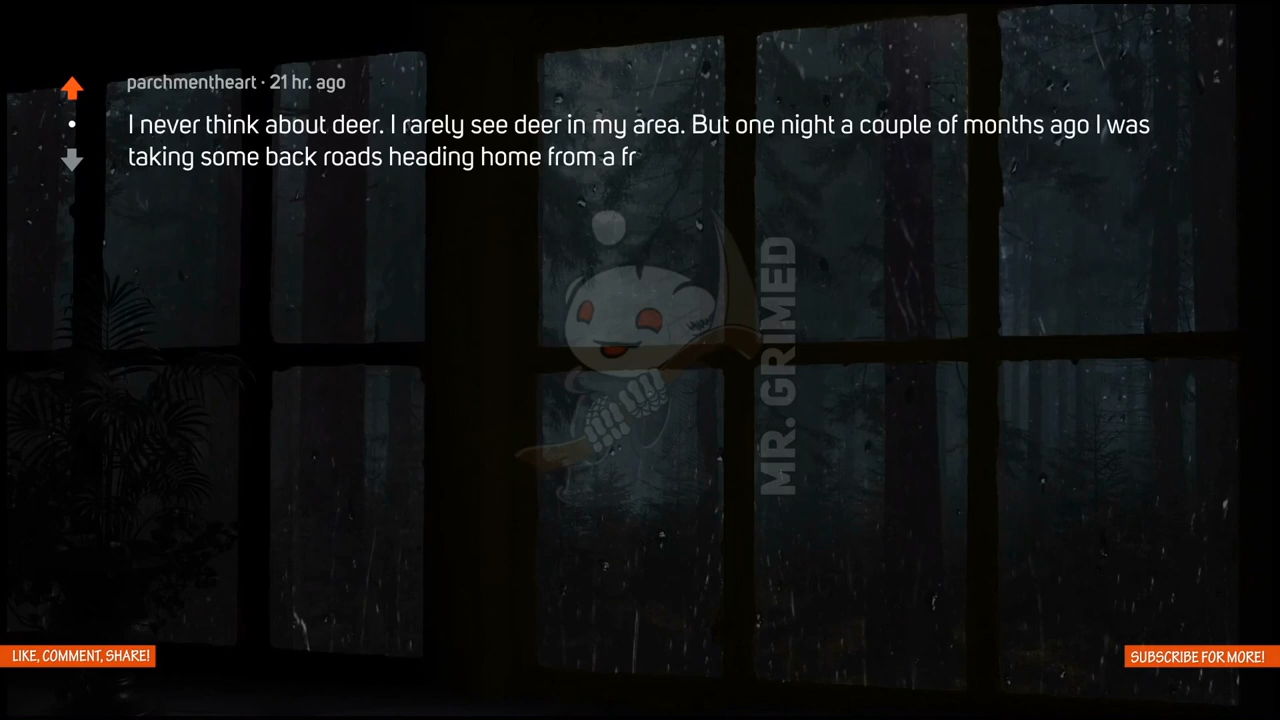 parchmentheart · 21 hr. ago
I never think about deer. I rarely see deer in my area. But one night a couple of months ago I was
taking some back roads heading home from a fr
MR. GRIMED
LIKE, COMMENT, SHARE!
SUBSCRIBE FOR MORE!